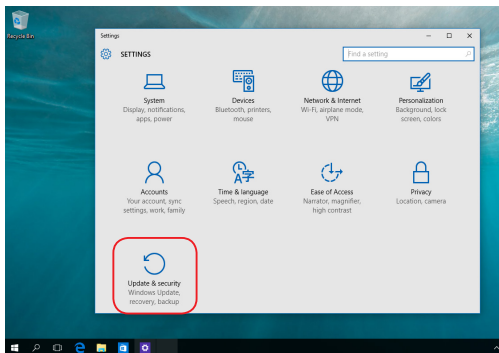 Recycle Bin
Settings
SETTINGS
Find a setting
System
Display, notifications,
apps, power
Devices
Bluetooth, printers,
mouse
Network & Internet
Wi-Fi, airplane mode,
VPN
Personalization
Background, lock
screen, colors
Accounts
Your account, sync
settings, work, family
Time & language
Speech, region, date
Ease of Access
Narrator, magnifier,
high contrast
Privacy
Location, camera
Update & security
Windows Update,
recovery, backup